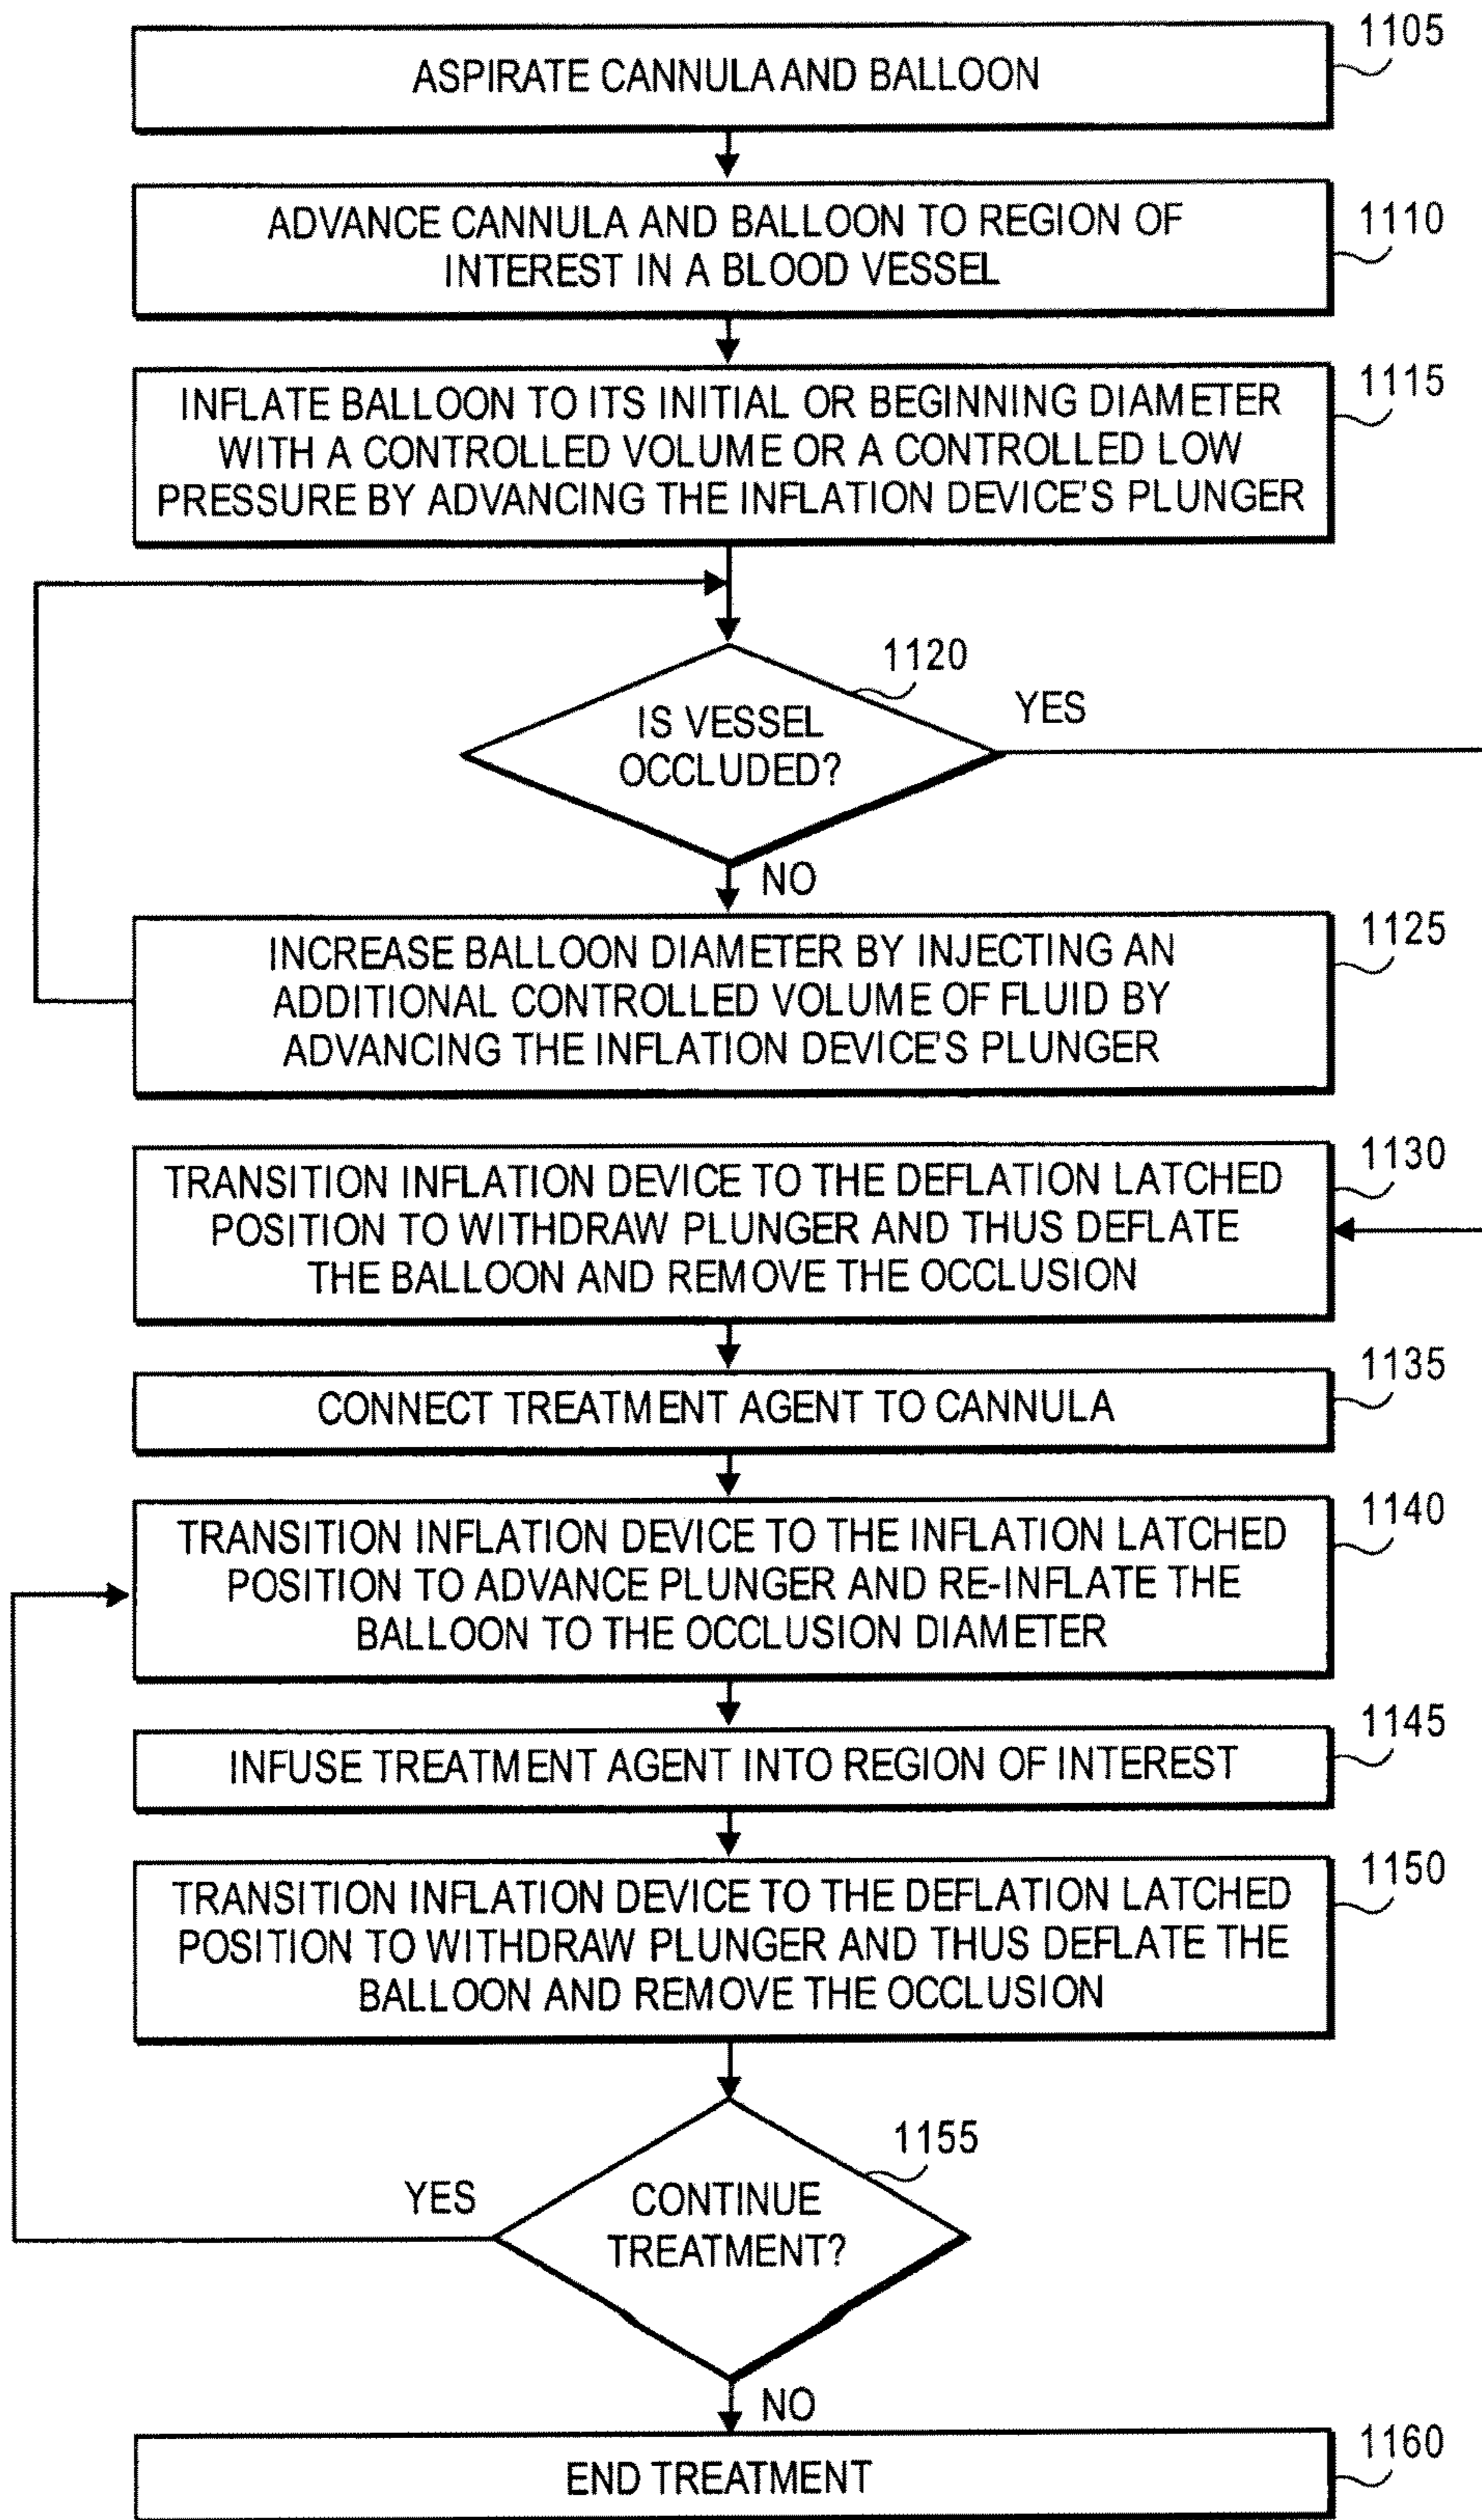 1105
ASPIRATE CANNULA AND BALLOON
1110
ADVANCE CANNULA AND BALLOON TO REGION OF
INTEREST IN A BLOOD VESSEL
1115
INFLATE BALLOON TO ITS INITIAL OR BEGINNING DIAMETER
WITH A CONTROLLED VOLUME OR A CONTROLLED LOW
PRESSURE BY ADVANCING THE INFLATION DEVICE'S PLUNGER
1120
YES
IS VESSEL
OCCLUDED?
NO
1125
INCREASE BALLOON DIAMETER BY INJECTING AN
ADDITIONAL CONTROLLED VOLUME OF FLUID BY
ADVANCING THE INFLATION DEVICE'S PLUNGER
1130
TRANSITION INFLATION DEVICE TO THE DEFLATION LATCHED
POSITION TO WITHDRAW PLUNGER AND THUS DEFLATE
THE BALLOON AND REMOVE THE OCCLUSION
1135
CONNECT TREATMENT AGENT TO CANNULA
1140
TRANSITION INFLATION DEVICE TO THE INFLATION LATCHED
POSITION TO ADVANCE PLUNGER AND RE-INFLATE THE
BALLOON TO THE OCCLUSION DIAMETER
1145
INFUSE TREATMENT AGENT INTO REGION OF INTEREST
1150
TRANSITION INFLATION DEVICE TO THE DEFLATION LATCHED
POSITION TO WITHDRAW PLUNGER AND THUS DEFLATE THE
BALLOON AND REMOVE THE OCCLUSION
1155
YES
CONTINUE
TREATMENT?
NO
1160
END TREATMENT